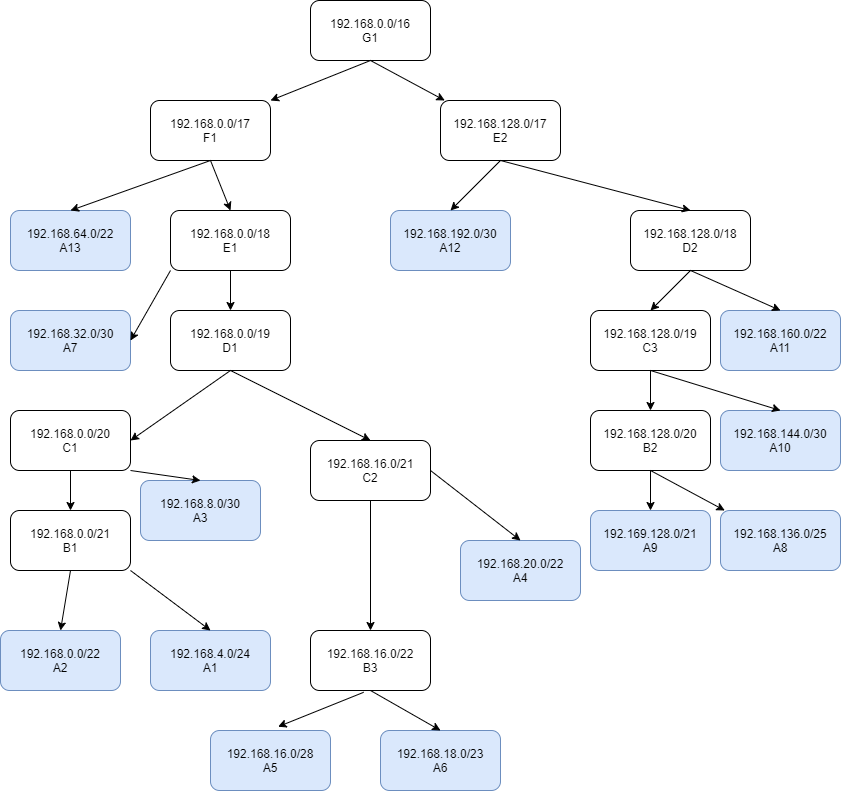 192.168.0.0/16
G1
192.168.0.0/17
F1
192.168.128.0/17
E2
192.168.64.0/22
A13
192.168.0.0/18
E1
192.168.192.0/30
A12
192.168.128.0/18
D2
192.168.32.0/30
A7
192.168.0.0/19
D1
192.168.128.0/19
C3
192.168.160.0/22
A11
192.168.0.0/20
C1
192.168.16.0/21
C2
192.168.128.0/20
B2
192.168.144.0/30
A10
192.168.8.0/30
A3
192.168.0.0/21
B1
192.168.20.0/22
A4
192.169.128.0/21
A9
192.168.136.0/25
A8
192.168.0.0/22
A2
192.168.4.0/24
A1
192.168.16.0/22
B3
192.168.16.0/28
A5
192.168.18.0/23
A6